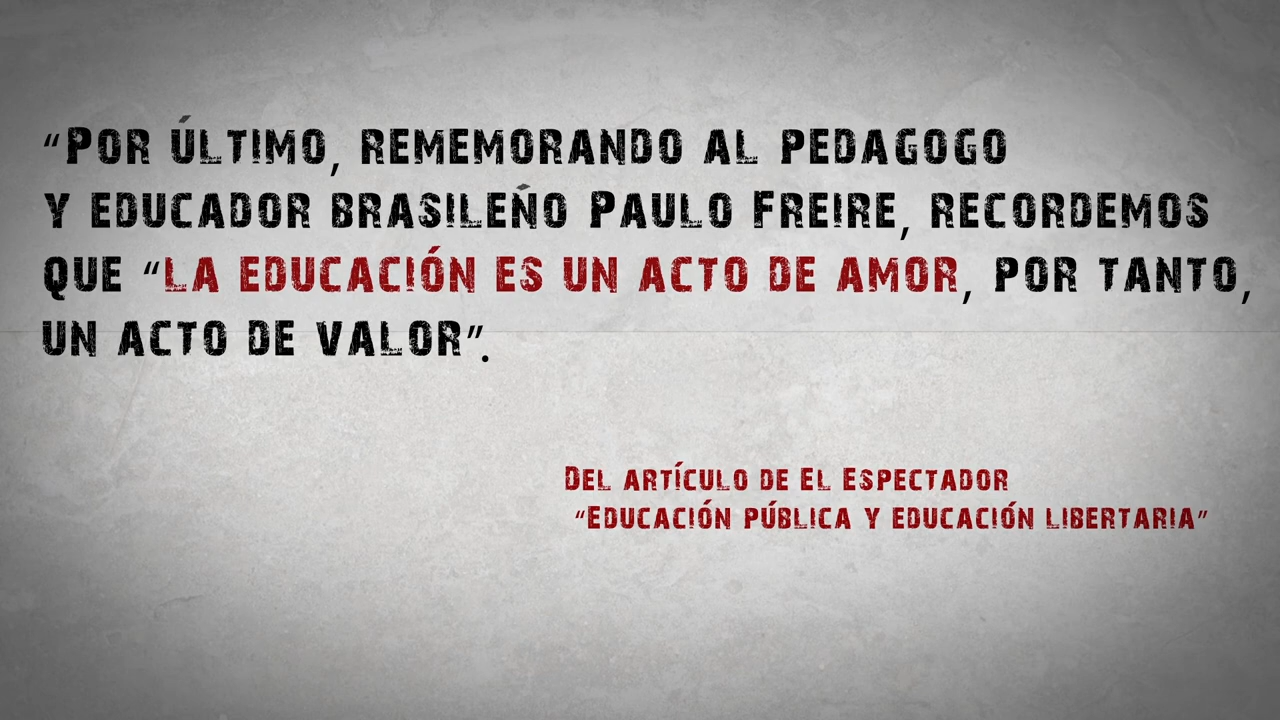 “Por último, rememorando al pedagogo
y educador brasileño Paulo Freire, recordemos
que “la educación es un acto de amor, por tanto,
un acto de valor”.
Del artículo de El Espectador
“Educación pública y educación libertaria”